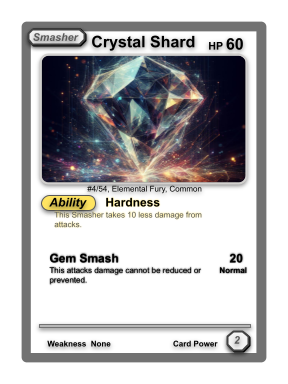 Smasher Crystal Shard HP 60
#4/54, Elemental Fury, Common
Ability Hardness
This Smasher takes 10 less damage from
attacks.
Gem Smash 20
This attacks damage cannot be reduced or Normal
prevented.
Weakness None Card Power 2